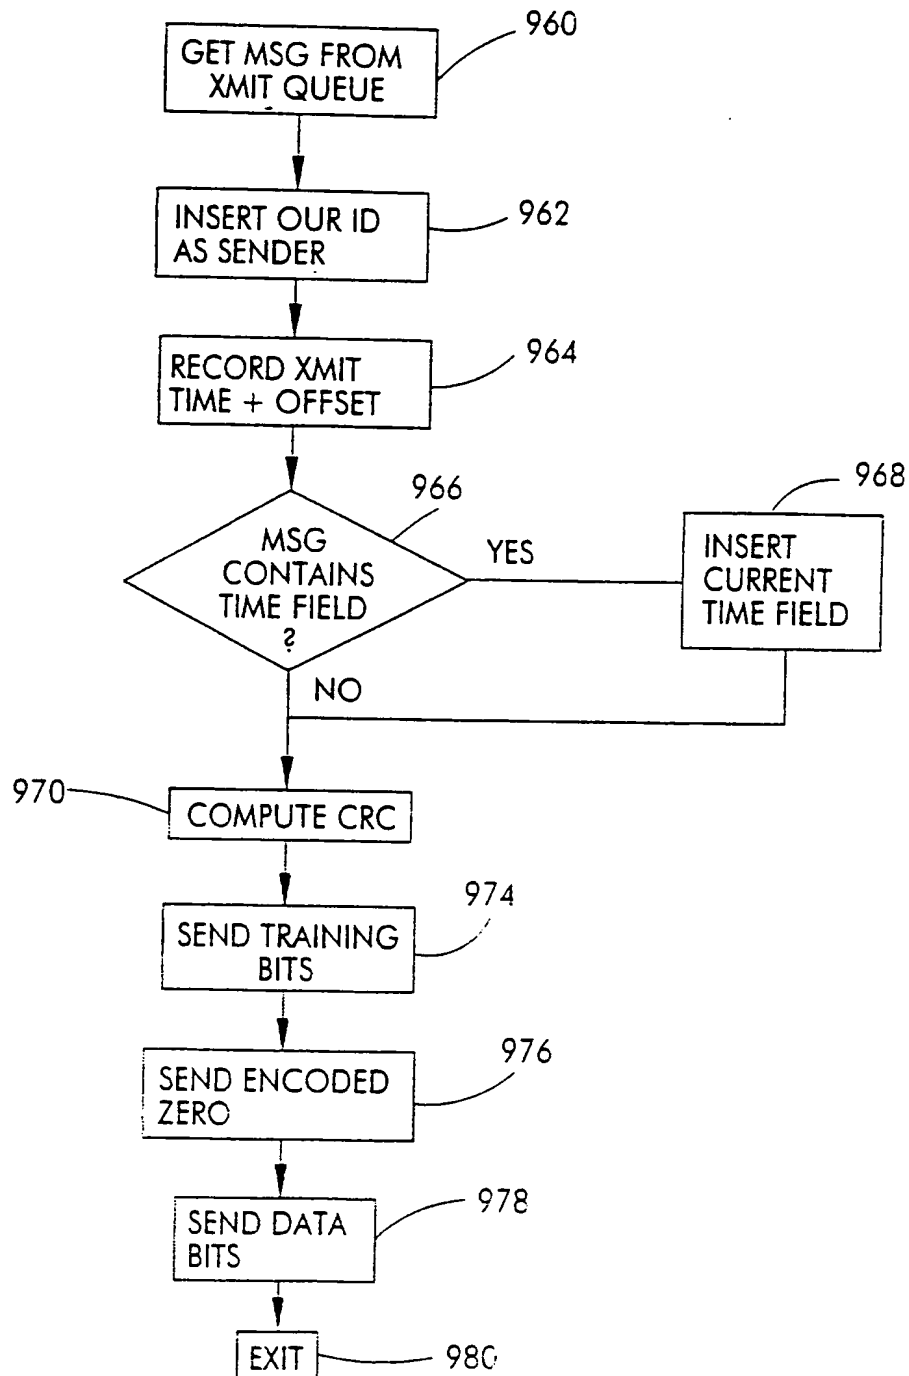 960
GET MSG FROM
XMIT QUEUE
INSERT OUR ID
AS SENDER
962
RECORD XMIT
TIME + OFFSET
964
966
MSG
CONTAINS
TIME FIELD
?
YES
968
INSERT
CURRENT
TIME FIELD
NO
970
COMPUTE CRC
974
SEND TRAINING
BITS
976
SEND ENCODED
ZERO
978
SEND DATA
BITS
EXIT
980